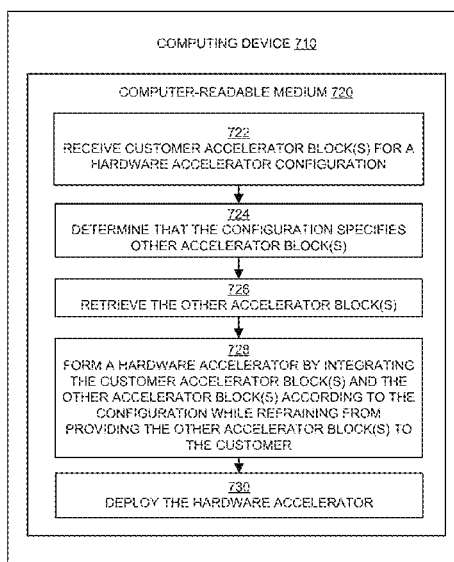 COMPUTING DEVICE 710
COMPUTER-READABLE MEDIUM 720
722
RECEIVE CUSTOMER ACCELERATOR BLOCK(S) FOR A
HARDWARE ACCELERATOR CONFIGURATION
724
DETERMINE THAT THE CONFIGURATION SPECIFIES
OTHER ACCELERATOR BLOCK(S)
726
RETRIEVE THE OTHER ACCELERATOR BLOCK(S)
728
FORM A HARDWARE ACCELERATOR BY INTEGRATING
THE CUSTOMER ACCELERATOR BLOCK(S) AND THE
OTHER ACCELERATOR BLOCK(S) ACCORDING TO THE
CONFIGURATION WHILE REFRAINING FROM
PROVIDING THE OTHER ACCELERATOR BLOCK(S) TO
THE CUSTOMER
730
DEPLOY THE HARDWARE ACCELERATOR